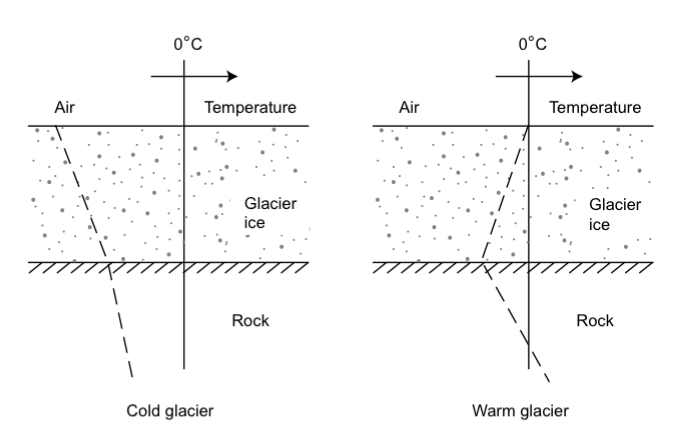 0°C
Air
Temperature
Glacier
ice
Rock
Cold glacier
0°C
Air
Temperature
Glacier
ice
Rock
Warm glacier